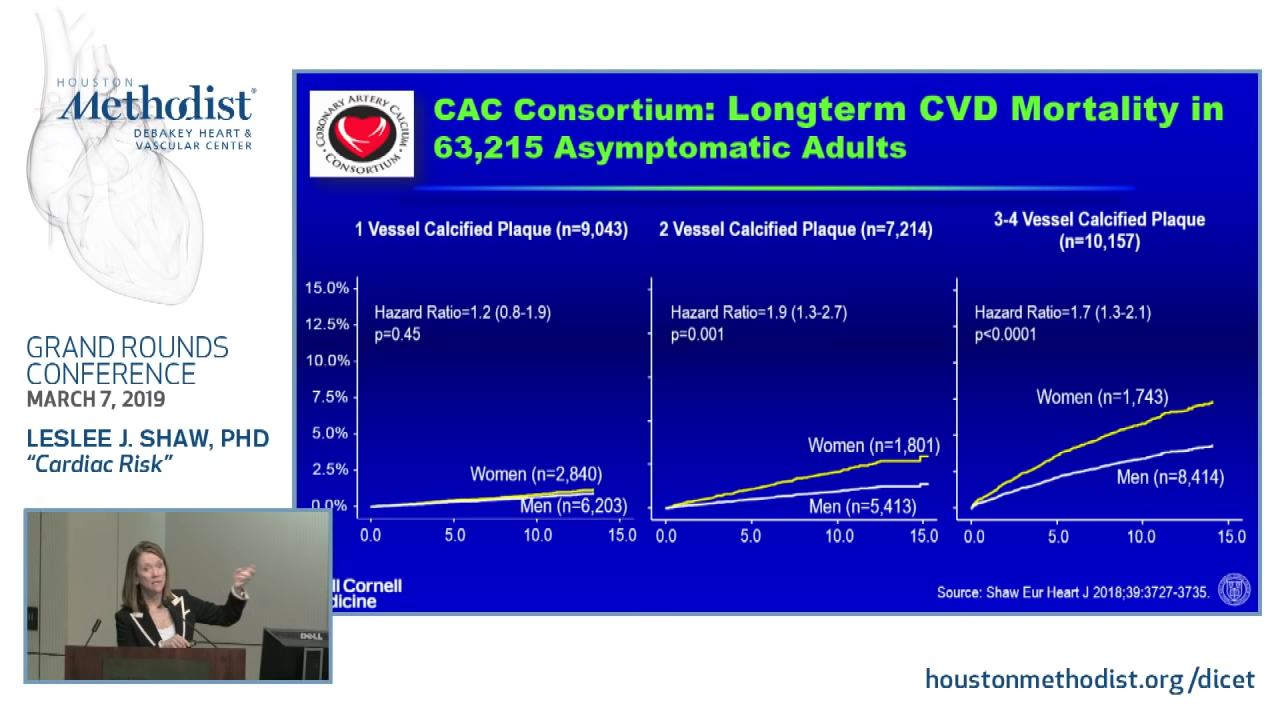 HOUSTON
Methodist®
DEBAKEY HEART &
VASCULAR CENTER
GRAND ROUNDS
CONFERENCE
MARCH 7, 2019
LESLEE J. SHAW, PHD
“Cardiac Risk”
CORONARY ARTERY CALCIUM
• CONSORTIUM •
CAC Consortium: Longterm CVD Mortality in
63,215 Asymptomatic Adults
1 Vessel Calcified Plaque (n=9,043)
15.0%
12.5%
10.0%
7.5%
5.0%
2.5%
0.0%
Hazard Ratio=1.2 (0.8-1.9)
p=0.45
Women (n=2,840)
Men (n=6,203)
0.0 5.0 10.0 15.0
2 Vessel Calcified Plaque (n=7,214)
Hazard Ratio=1.9 (1.3-2.7)
p=0.001
Women (n=1,801)
Men (n=5,413)
0.0 5.0 10.0 15.0
3-4 Vessel Calcified Plaque
(n=10,157)
Hazard Ratio=1.7 (1.3-2.1)
p<0.0001
Women (n=1,743)
Men (n=8,414)
0.0 5.0 10.0 15.0
ll Cornell
dicine
Source: Shaw Eur Heart J 2018;39:3727-3735.
DELL
houstonmethodist.org/dicet